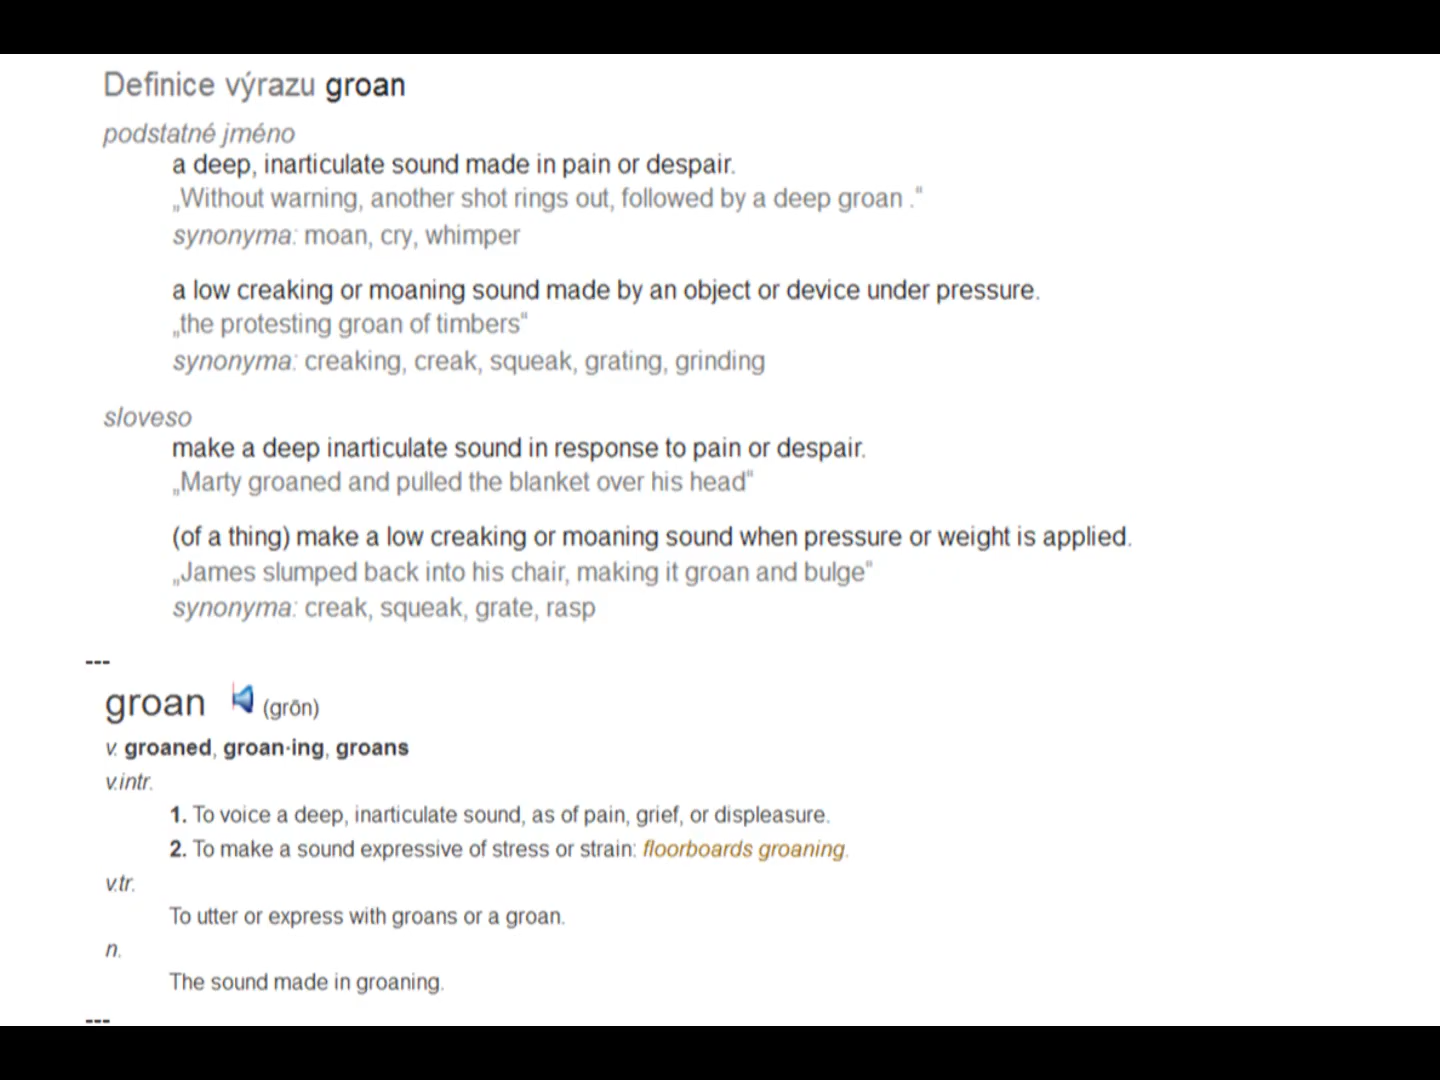 Definice výrazu groan
podstatné jméno
a deep, inarticulate sound made in pain or despair.
„Without warning, another shot rings out, followed by a deep groan .“
synonyma: moan, cry, whimper
a low creaking or moaning sound made by an object or device under pressure.
„the protesting groan of timbers“
synonyma: creaking, creak, squeak, grating, grinding
sloveso
make a deep inarticulate sound in response to pain or despair.
„Marty groaned and pulled the blanket over his head“
(of a thing) make a low creaking or moaning sound when pressure or weight is applied.
„James slumped back into his chair, making it groan and bulge“
synonyma: creak, squeak, grate, rasp
---
groan (grōn)
v. groaned, groan·ing, groans
v.intr.
1. To voice a deep, inarticulate sound, as of pain, grief, or displeasure.
2. To make a sound expressive of stress or strain: floorboards groaning.
v.tr.
To utter or express with groans or a groan.
n.
The sound made in groaning.
---